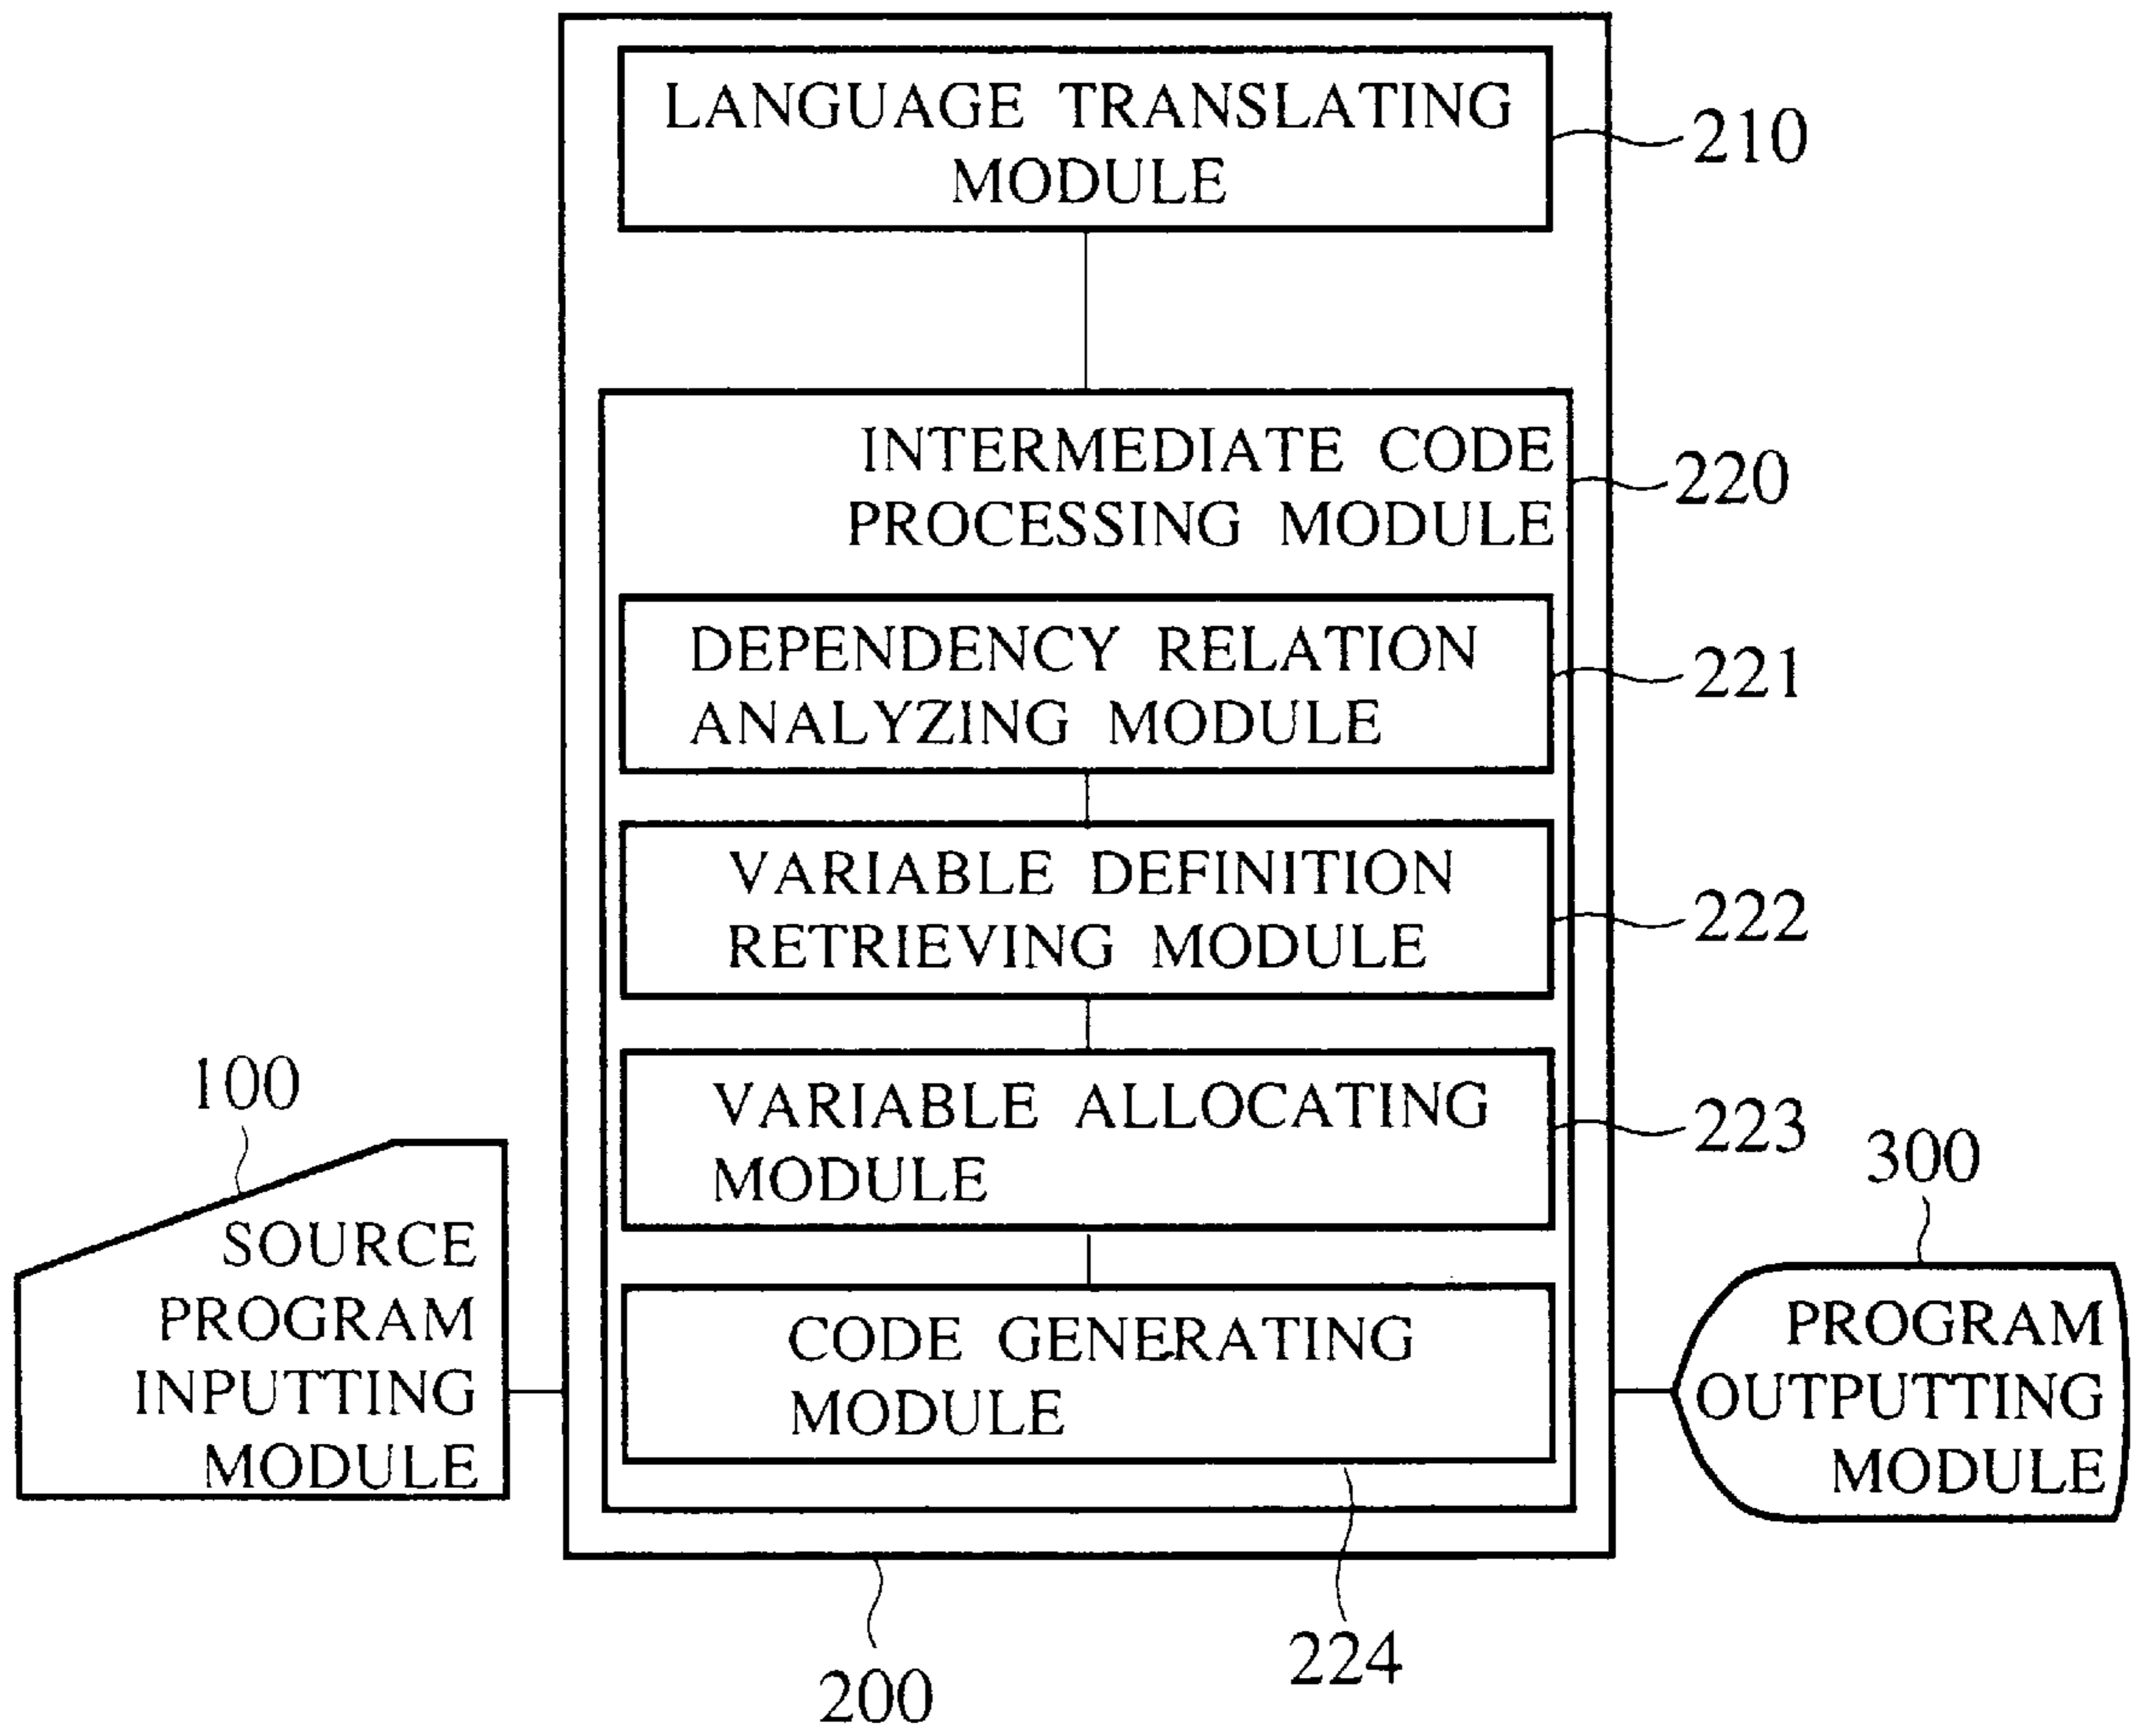 LANGUAGE TRANSLATING
MODULE
210
INTERMEDIATE CODE
PROCESSING MODULE
220
DEPENDENCY RELATION
ANALYZING MODULE
221
VARIABLE DEFINITION
RETRIEVING MODULE
222
VARIABLE ALLOCATING
MODULE
223
CODE GENERATING
MODULE
224
200
100
SOURCE
PROGRAM
INPUTTING
MODULE
300
PROGRAM
OUTPUTTING
MODULE